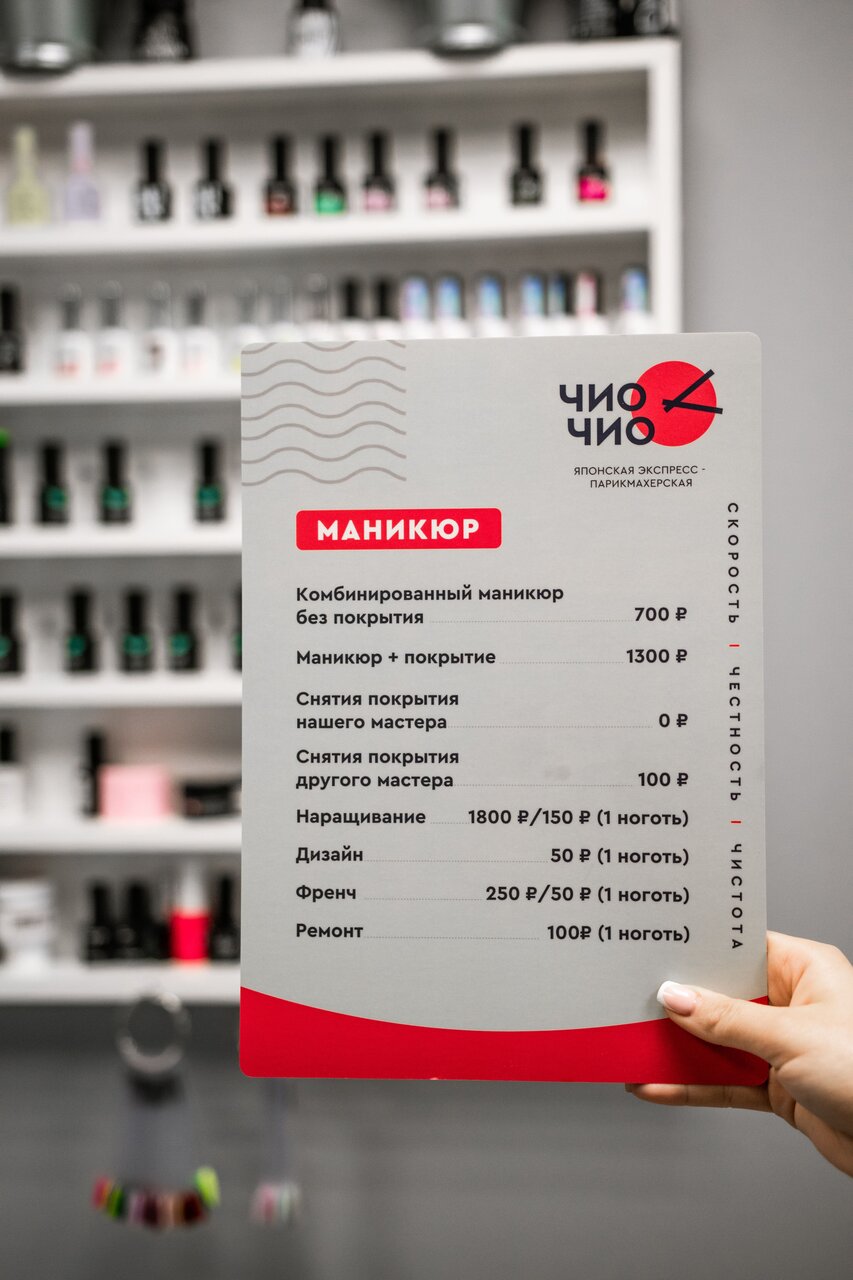 ЧИО
ЧИО
ЯПОНСКАЯ ЭКСПРЕСС -
ПАРИКМАХЕРСКАЯ
МАНИКЮР
Комбинированный маникюр
без покрытия 700 ₽
Маникюр + покрытие 1300 ₽
Снятия покрытия
нашего мастера 0 ₽
Снятия покрытия
другого мастера 100 ₽
Наращивание 1800 ₽/150 ₽ (1 ноготь)
Дизайн 50 ₽ (1 ноготь)
Френч 250 ₽/50 ₽ (1 ноготь)
Ремонт 100₽ (1 ноготь)
СКОРОСТЬ | ЧЕСТНОСТЬ | ЧИСТОТА